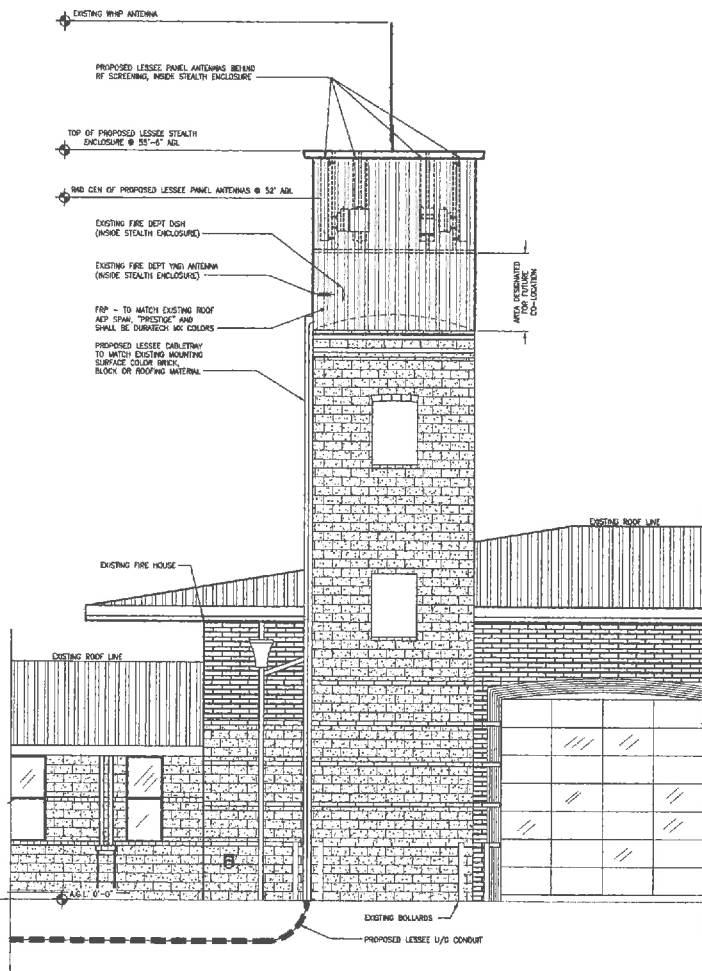 EXISTING WHIP ANTENNA
PROPOSED LESSEE PANEL ANTENNAS BEHIND
RF SCREENING, INSIDE STEALTH ENCLOSURE
TOP OF PROPOSED LESSEE STEALTH
ENCLOSURE @ 55'-6" AGL
RAD CEN OF PROPOSED LESSEE PANEL ANTENNAS @ 52' AGL
EXISTING FIRE DEPT DISH
(INSIDE STEALTH ENCLOSURE)
EXISTING FIRE DEPT YAGI ANTENNA
(INSIDE STEALTH ENCLOSURE)
AREA DESIGNATED
FOR FUTURE
CO-LOCATION
FRP - TO MATCH EXISTING ROOF
AEP SPAN, "PRESTIGE" AND
SHALL BE DURATECH MX COLORS
PROPOSED LESSEE CABLETRAY
TO MATCH EXISTING MOUNTING
SURFACE COLOR BRICK,
BLOCK OR ROOFING MATERIAL
EXISTING ROOF LINE
EXISTING FIRE HOUSE
EXISTING ROOF LINE
A.G.L. 0'-0"
EXISTING BOLLARDS
PROPOSED LESSEE U/G CONDUIT